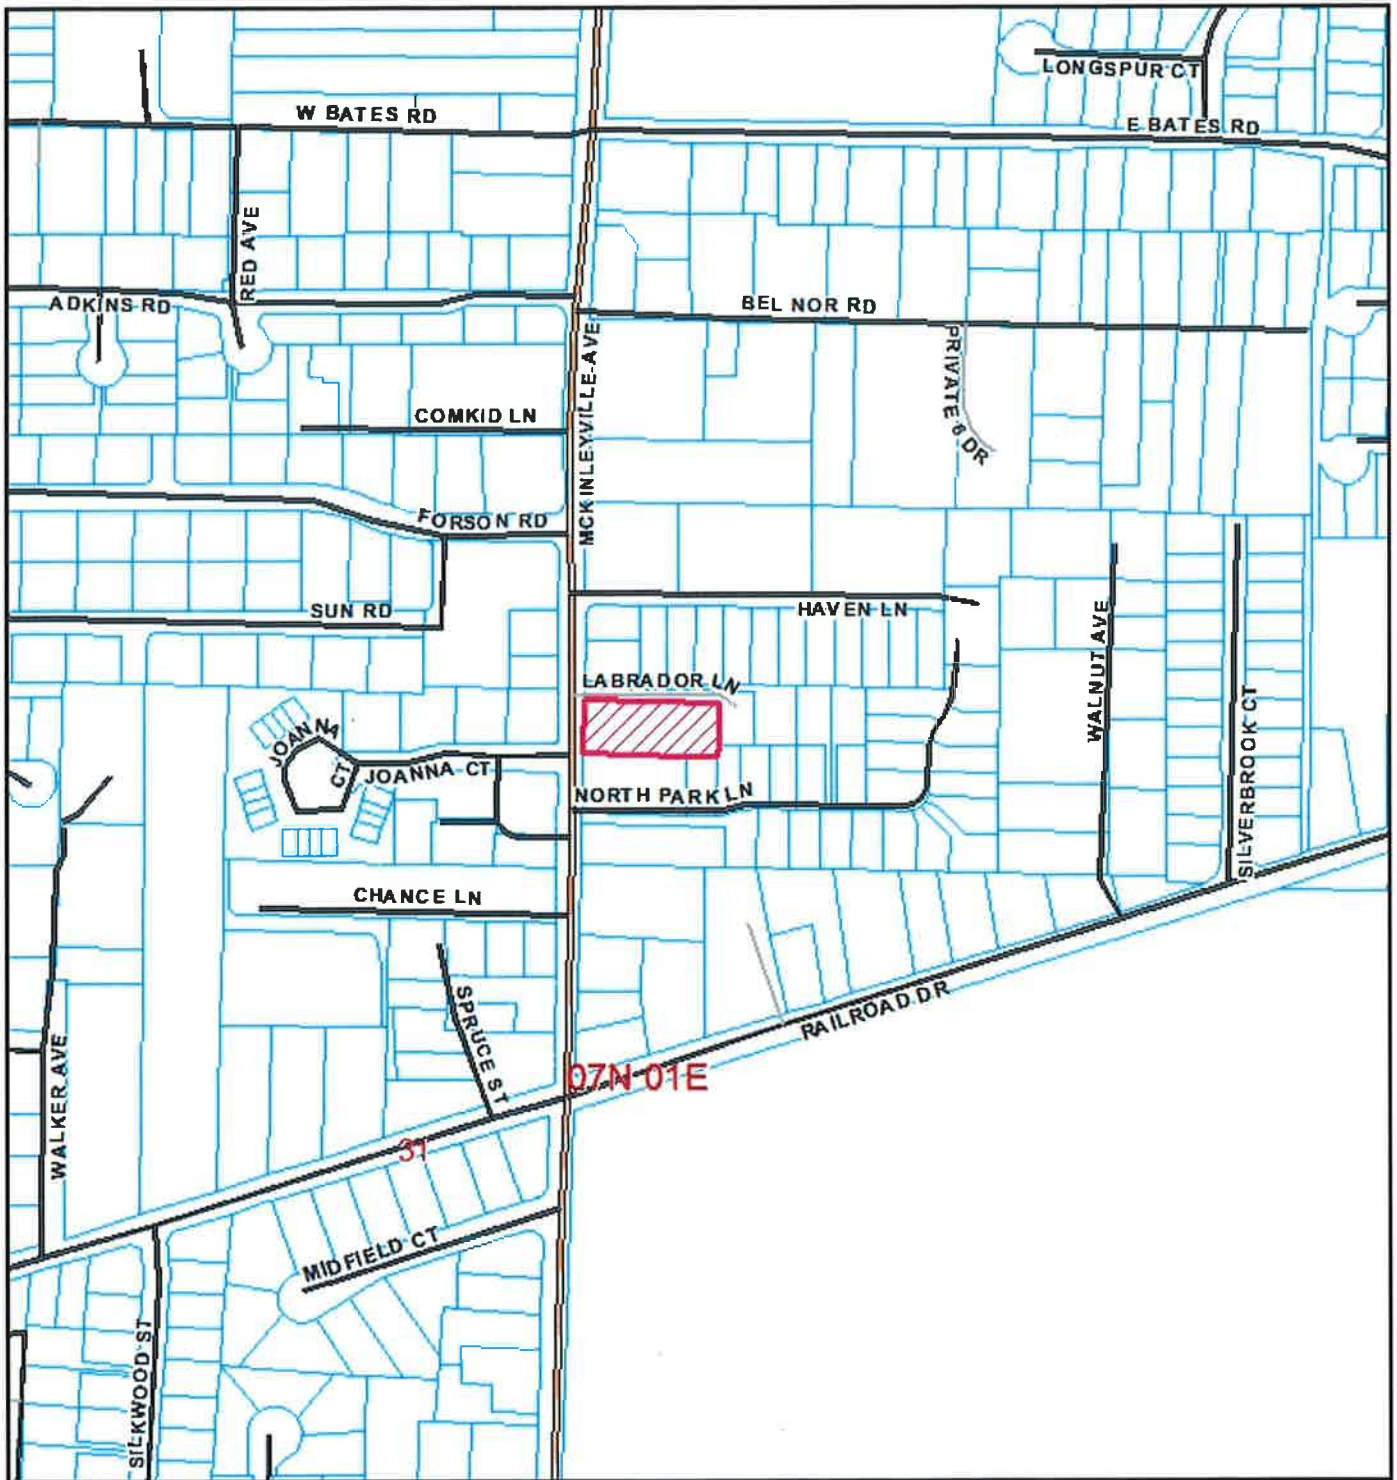 LONGSPUR CT
W BATES RD
E BATES RD
RED AVE
ADKINS RD
BEL NOR RD
MCKINLEYVILLE AVE
PRIVATE 6 DR
COMKID LN
FORSON RD
HAVEN LN
SUN RD
WALNUT AVE
LABRADOR LN
SILVERBROOK CT
JOANNA CT
JOANNA CT
NORTH PARK LN
CHANCE LN
SPRUCE ST
RAILROAD DR
WALKER AVE
07N 01E
31
MIDFIELD CT
SILKWOOD ST